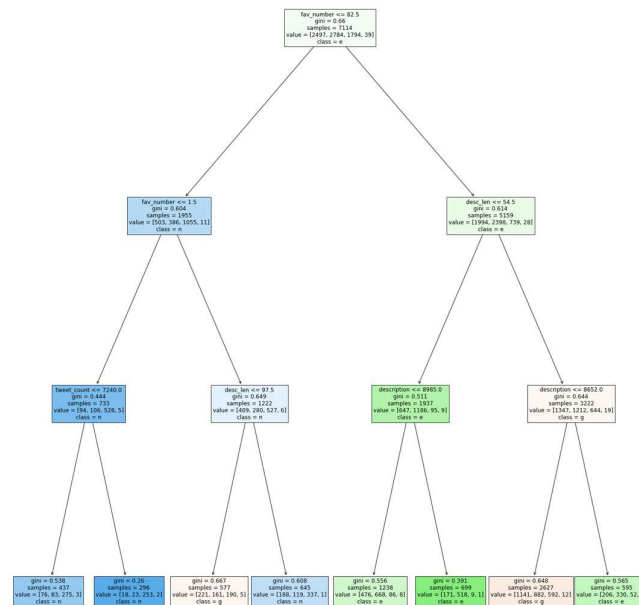 fav_number <= 82.5
gini = 0.66
samples = 7114
value = [2497, 2784, 1794, 39]
class = e
fav_number <= 1.5
gini = 0.604
samples = 1955
value = [503, 386, 1055, 11]
class = n
desc_len <= 54.5
gini = 0.614
samples = 5159
value = [1994, 2398, 739, 28]
class = e
tweet_count <= 7240.0
gini = 0.444
samples = 733
value = [94, 106, 528, 5]
class = n
desc_len <= 97.5
gini = 0.649
samples = 1222
value = [409, 280, 527, 6]
class = n
description <= 8985.0
gini = 0.511
samples = 1937
value = [647, 1186, 95, 9]
class = e
description <= 8652.0
gini = 0.644
samples = 3222
value = [1347, 1212, 644, 19]
class = g
gini = 0.538
samples = 437
value = [76, 83, 275, 3]
class = n
gini = 0.26
samples = 296
value = [18, 23, 253, 2]
class = n
gini = 0.667
samples = 577
value = [221, 161, 190, 5]
class = g
gini = 0.608
samples = 645
value = [188, 119, 337, 1]
class = n
gini = 0.556
samples = 1238
value = [476, 668, 86, 8]
class = e
gini = 0.391
samples = 699
value = [171, 518, 9, 1]
class = e
gini = 0.648
samples = 2627
value = [1141, 882, 592, 12]
class = g
gini = 0.565
samples = 595
value = [206, 330, 52
class = e